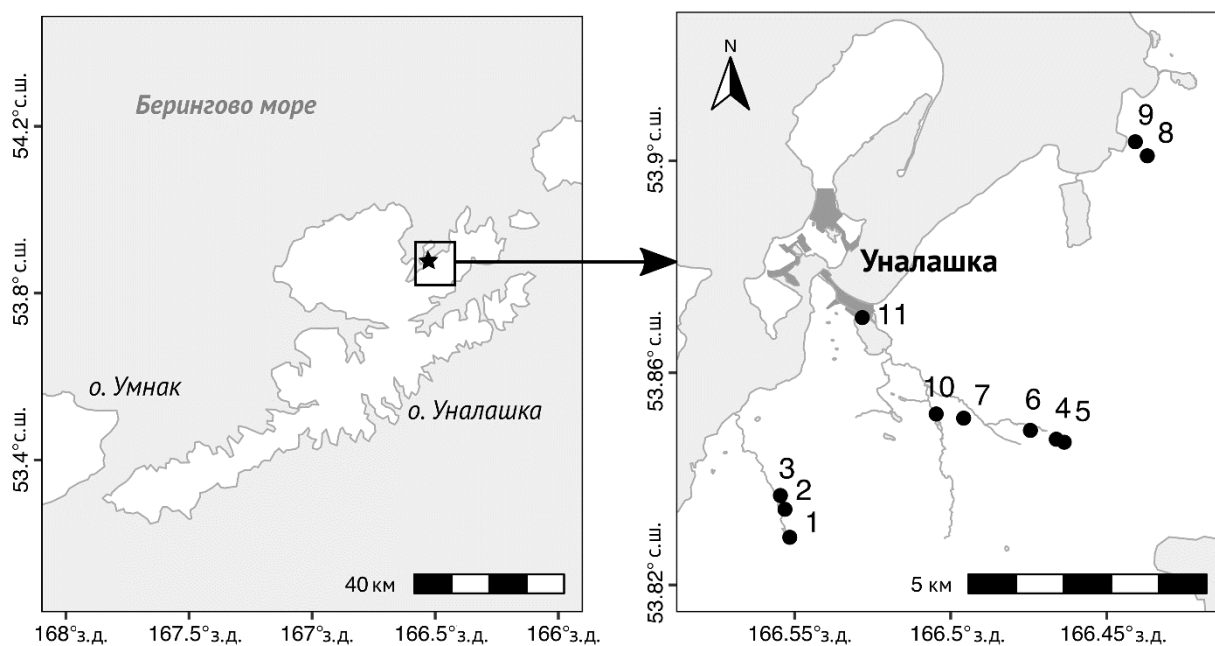 Берингово море
54.2° с.ш.
53.8° с.ш.
53.4° с.ш.
о. Умнак
о. Уналашка
40 км
168° з.д.
167.5° з.д.
167° з.д.
166.5° з.д.
166° з.д.
N
9
8
53.9° с.ш.
Уналашка
11
53.86° с.ш.
10
7
6
4
5
3
2
1
53.82° с.ш.
5 км
166.55° з.д.
166.5° з.д.
166.45° з.д.